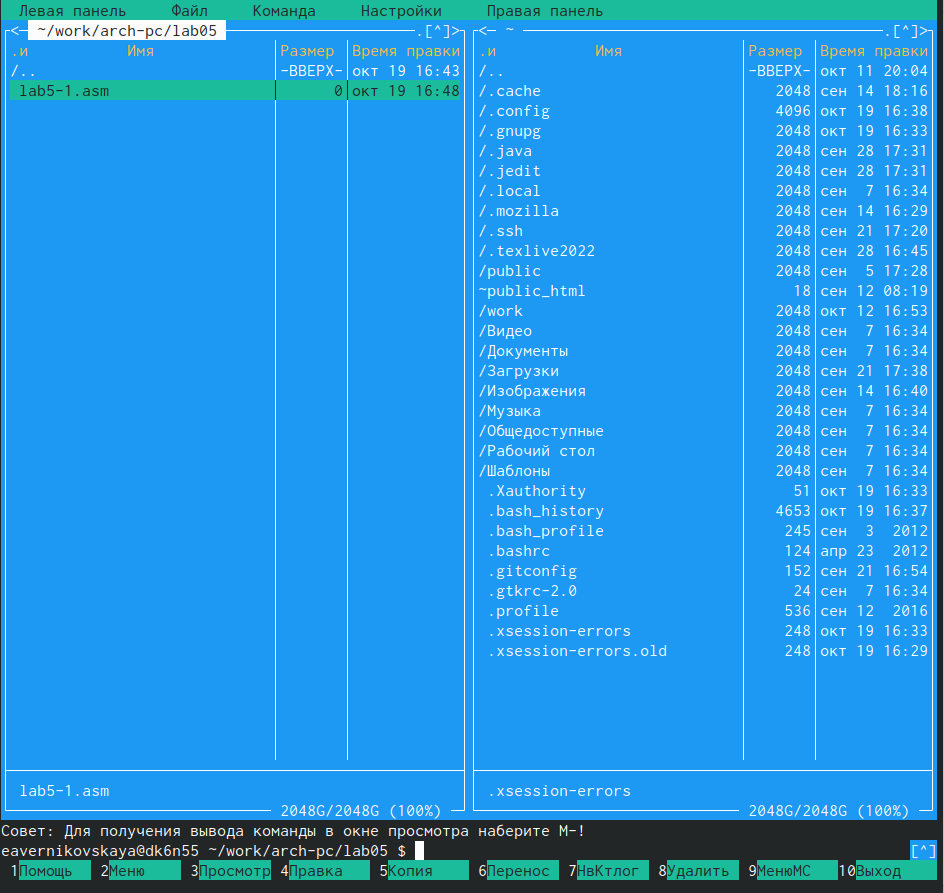 Левая панель Файл Команда Настройки Правая панель
<─ ~/work/arch-pc/lab05 .[^]> <─ ~ .[^]>
.и Имя Размер Время правки .и Имя Размер Время правки
/.. -ВВЕРХ- окт 19 16:43 /.. -ВВЕРХ- окт 11 20:04
lab5-1.asm 0 окт 19 16:48 /.cache 2048 сен 14 18:16
/.config 4096 окт 19 16:38
/.gnupg 2048 окт 19 16:33
/.java 2048 сен 28 17:31
/.jedit 2048 сен 28 17:31
/.local 2048 сен 7 16:34
/.mozilla 2048 сен 14 16:29
/.ssh 2048 сен 21 17:20
/.texlive2022 2048 сен 28 16:45
/public 2048 сен 5 17:28
~public_html 18 сен 12 08:19
/work 2048 окт 12 16:53
/Видео 2048 сен 7 16:34
/Документы 2048 сен 7 16:34
/Загрузки 2048 сен 21 17:38
/Изображения 2048 сен 14 16:40
/Музыка 2048 сен 7 16:34
/Общедоступные 2048 сен 7 16:34
/Рабочий стол 2048 сен 7 16:34
/Шаблоны 2048 сен 7 16:34
.Xauthority 51 окт 19 16:33
.bash_history 4653 окт 19 16:37
.bash_profile 245 сен 3 2012
.bashrc 124 апр 23 2012
.gitconfig 152 сен 21 16:54
.gtkrc-2.0 24 сен 7 16:34
.profile 536 сен 12 2016
.xsession-errors 248 окт 19 16:33
.xsession-errors.old 248 окт 19 16:29
lab5-1.asm .xsession-errors
2048G/2048G (100%) 2048G/2048G (100%)
Совет: Для получения вывода команды в окне просмотра наберите M-!
eavernikovskaya@dk6n55 ~/work/arch-pc/lab05 $ [^]
1Помощь 2Меню 3Просмотр 4Правка 5Копия 6Перенос 7НвКтлог 8Удалить 9МенюMC 10Выход